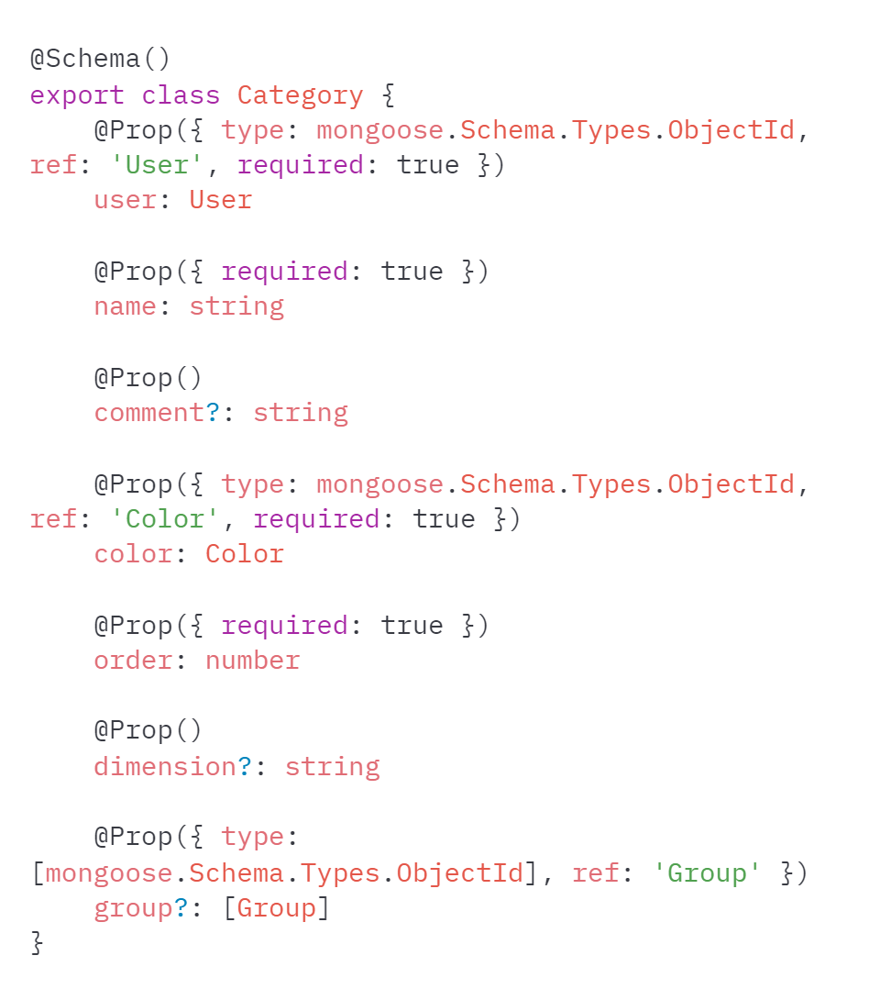 @Schema()
export class Category {
    @Prop({ type: mongoose.Schema.Types.ObjectId,
ref: 'User', required: true })
    user: User

    @Prop({ required: true })
    name: string

    @Prop()
    comment?: string

    @Prop({ type: mongoose.Schema.Types.ObjectId,
ref: 'Color', required: true })
    color: Color

    @Prop({ required: true })
    order: number

    @Prop()
    dimension?: string

    @Prop({ type:
[mongoose.Schema.Types.ObjectId], ref: 'Group' })
    group?: [Group]
}